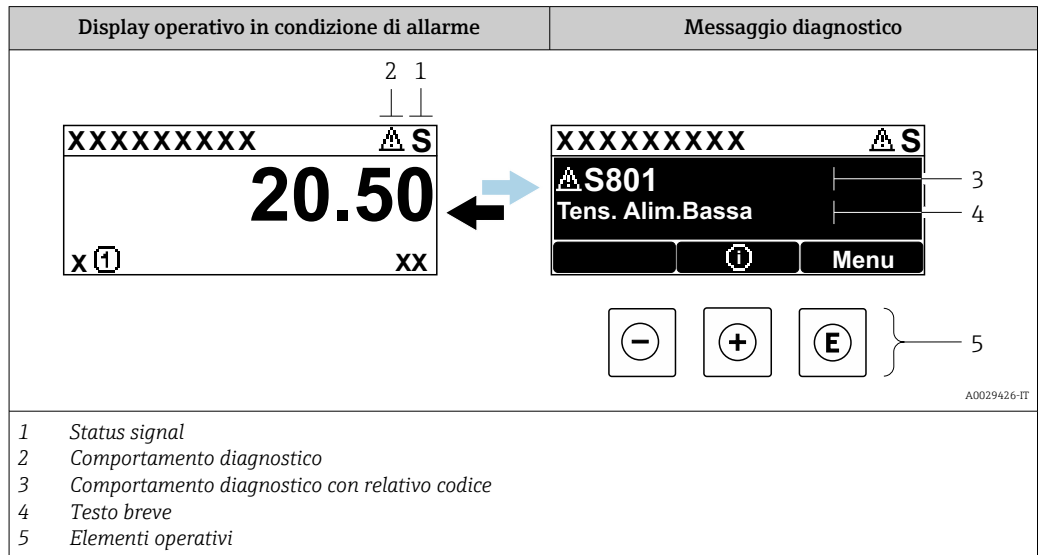 Display operativo in condizione di allarme
Messaggio diagnostico
2 1
XXXXXXXXX ⚠ S
20.50
x 1 xx
XXXXXXXXX ⚠ S
⚠S801
Tens. Alim.Bassa
i Menu
3
4
- + E
5
A0029426-IT
1 Status signal
2 Comportamento diagnostico
3 Comportamento diagnostico con relativo codice
4 Testo breve
5 Elementi operativi